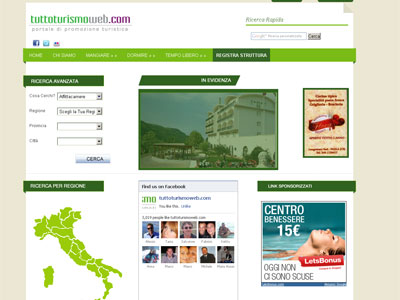 tuttoturismoweb.com
portale di promozione turistica
Ricerca Rapida
Cerca
HOME
CHI SIAMO
MANGIARE » »
DORMIRE » »
TEMPO LIBERO » »
REGISTRA STRUTTURA
RICERCA AVANZATA
Cosa Cerchi?
Affittacamere
Regione
Scegli la Tua Regi
Provincia
Città
CERCA
IN EVIDENZA
RICERCA PER REGIONE
Find us on Facebook
tuttoturismoweb.com
You like this.
people like tuttoturismoweb.com
LINK SPONSORIZZATI
CENTRO
BENESSERE
15€
LetsBonus
OGGI NON
CI SONO SCUSE